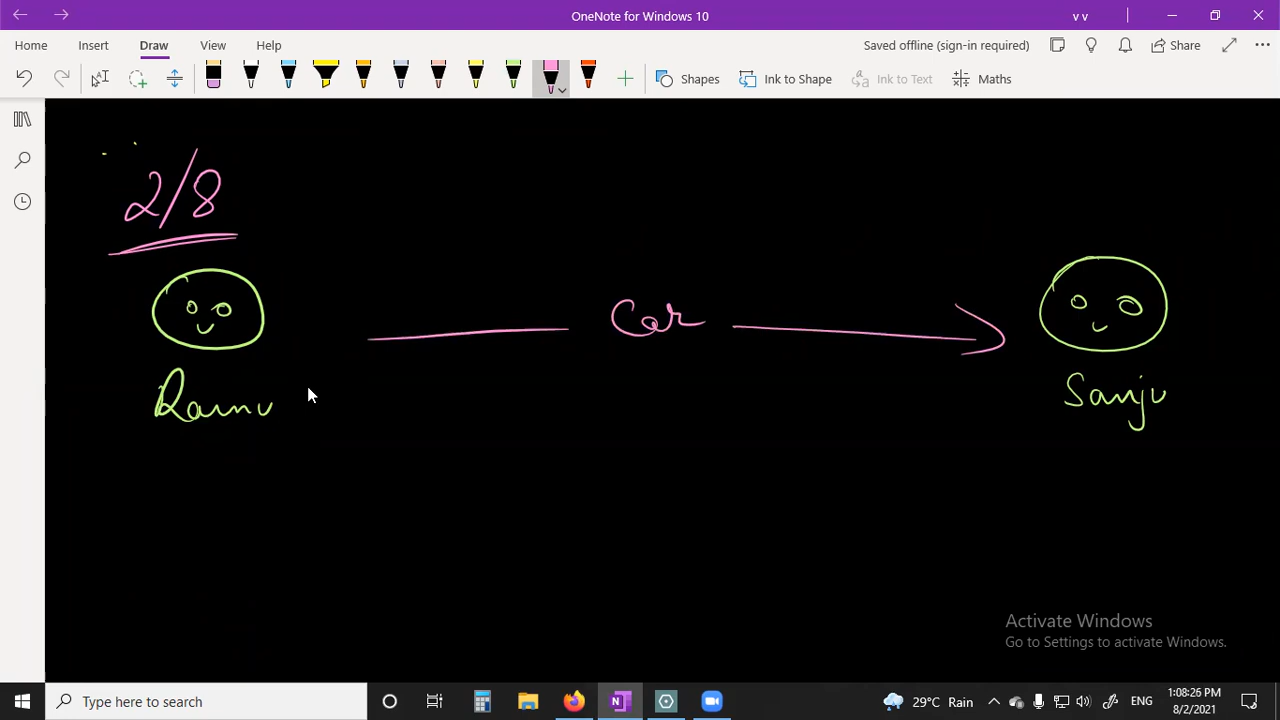 OneNote for Windows 10
v v
Home Insert Draw View Help
Saved offline (sign-in required)
Share
Shapes
Ink to Shape
Ink to Text
Maths
2/8
Car
Ramu
Sanju
Activate Windows
Go to Settings to activate Windows.
Type here to search
29°C Rain
ENG
1:08:26 PM
8/2/2021